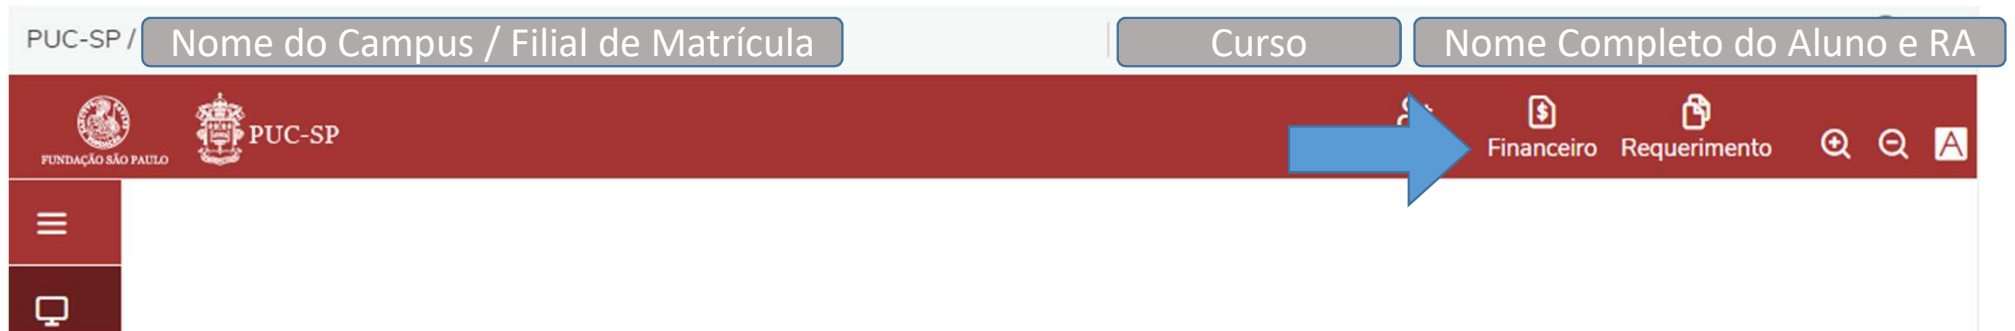 PUC-SP / Nome do Campus / Filial de Matrícula Curso Nome Completo do Aluno e RA
FUNDAÇÃO SÃO PAULO PUC-SP Financeiro Requerimento A